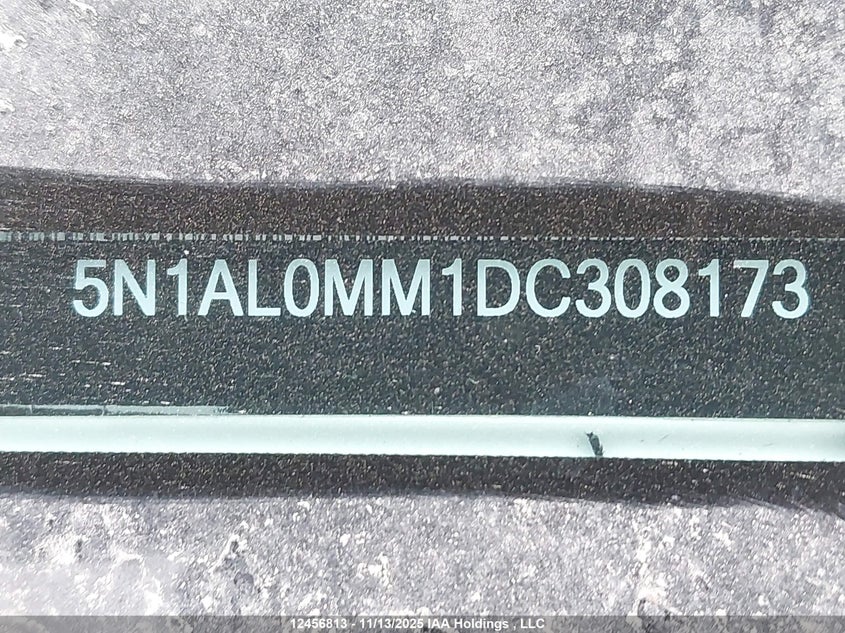 5N1AL0MM1DC308173
12456813 - 11/13/2025 IAA Holdings , LLC